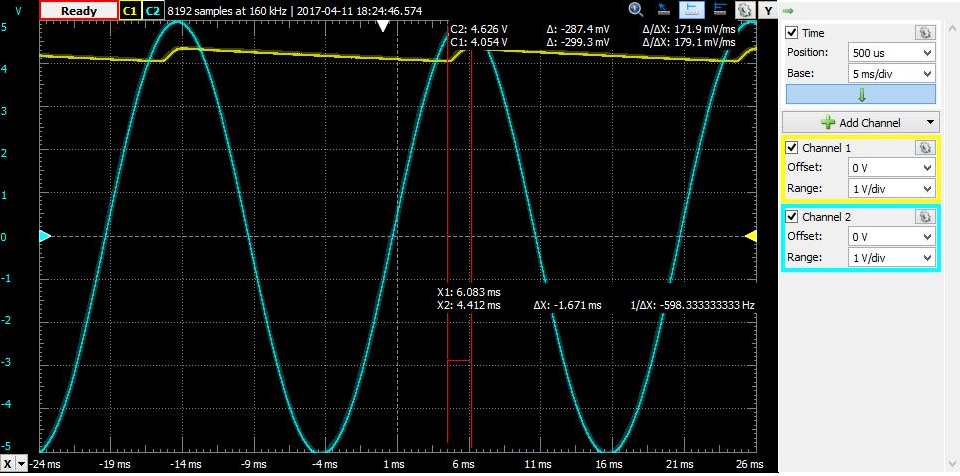 V Ready C1 C2 8192 samples at 160 kHz | 2017-04-11 18:24:46.574 Y
C2: 4.626 V Δ: -287.4 mV Δ/ΔX: 171.9 mV/ms
C1: 4.054 V Δ: -299.3 mV Δ/ΔX: 179.1 mV/ms
5
4
3
2
1
0
-1
-2
-3
-4
-5
X1: 6.083 ms
X2: 4.412 ms ΔX: -1.671 ms 1/ΔX: -598.333333333 Hz
X -24 ms -19 ms -14 ms -9 ms -4 ms 1 ms 6 ms 11 ms 16 ms 21 ms 26 ms
Time
Position: 500 us
Base: 5 ms/div
Add Channel
Channel 1
Offset: 0 V
Range: 1 V/div
Channel 2
Offset: 0 V
Range: 1 V/div